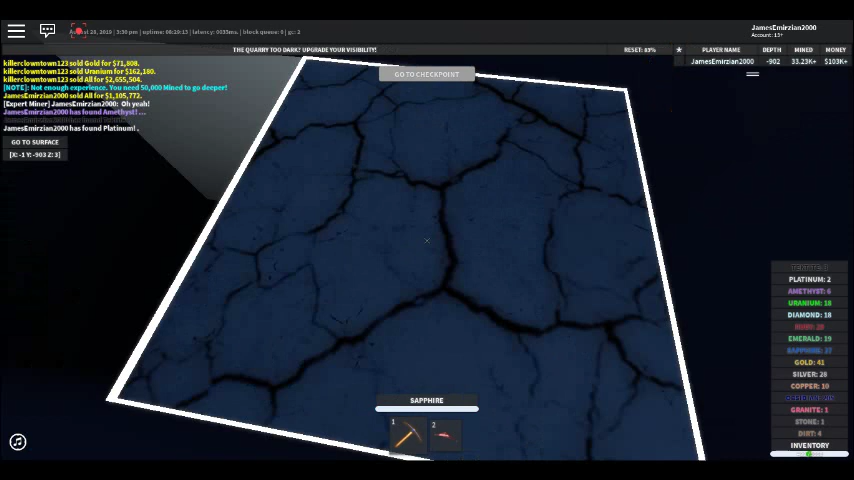 28, 2019 | 3:30 pm | uptime: 06:20:13 | latency: 0033ms | block queue: 0 | gc: 2
JamesEmirzian2000
Account: 13+
THE QUARRY TOO DARK? UPGRADE YOUR VISIBILITY!
RESET: 83%
★ PLAYER NAME DEPTH MINED MONEY
JamesEmirzian2000 -902 33.23K+ $103K+
killerclowntown123 sold Gold for $71,808.
killerclowntown123 sold Uranium for $162,180.
killerclowntown123 sold All for $2,655,504.
[NOTE]: Not enough experience. You need 50,000 Mined to go deeper!
JamesEmirzian2000 sold All for $1,105,772.
[Expert Miner] JamesEmirzian2000: Oh yeah!
JamesEmirzian2000 has found Amethyst! ...
JamesEmirzian2000 has found Platinum! .
GO TO CHECKPOINT
GO TO SURFACE
[X: -1 Y: -903 Z: 3]
PLATINUM: 2
AMETHYST: 6
URANIUM: 18
DIAMOND: 18
EMERALD: 19
SAPPHIRE: 37
GOLD: 41
SILVER: 28
COPPER: 10
GRANITE: 1
STONE: 1
DIRT: 4
INVENTORY
SAPPHIRE
1 2